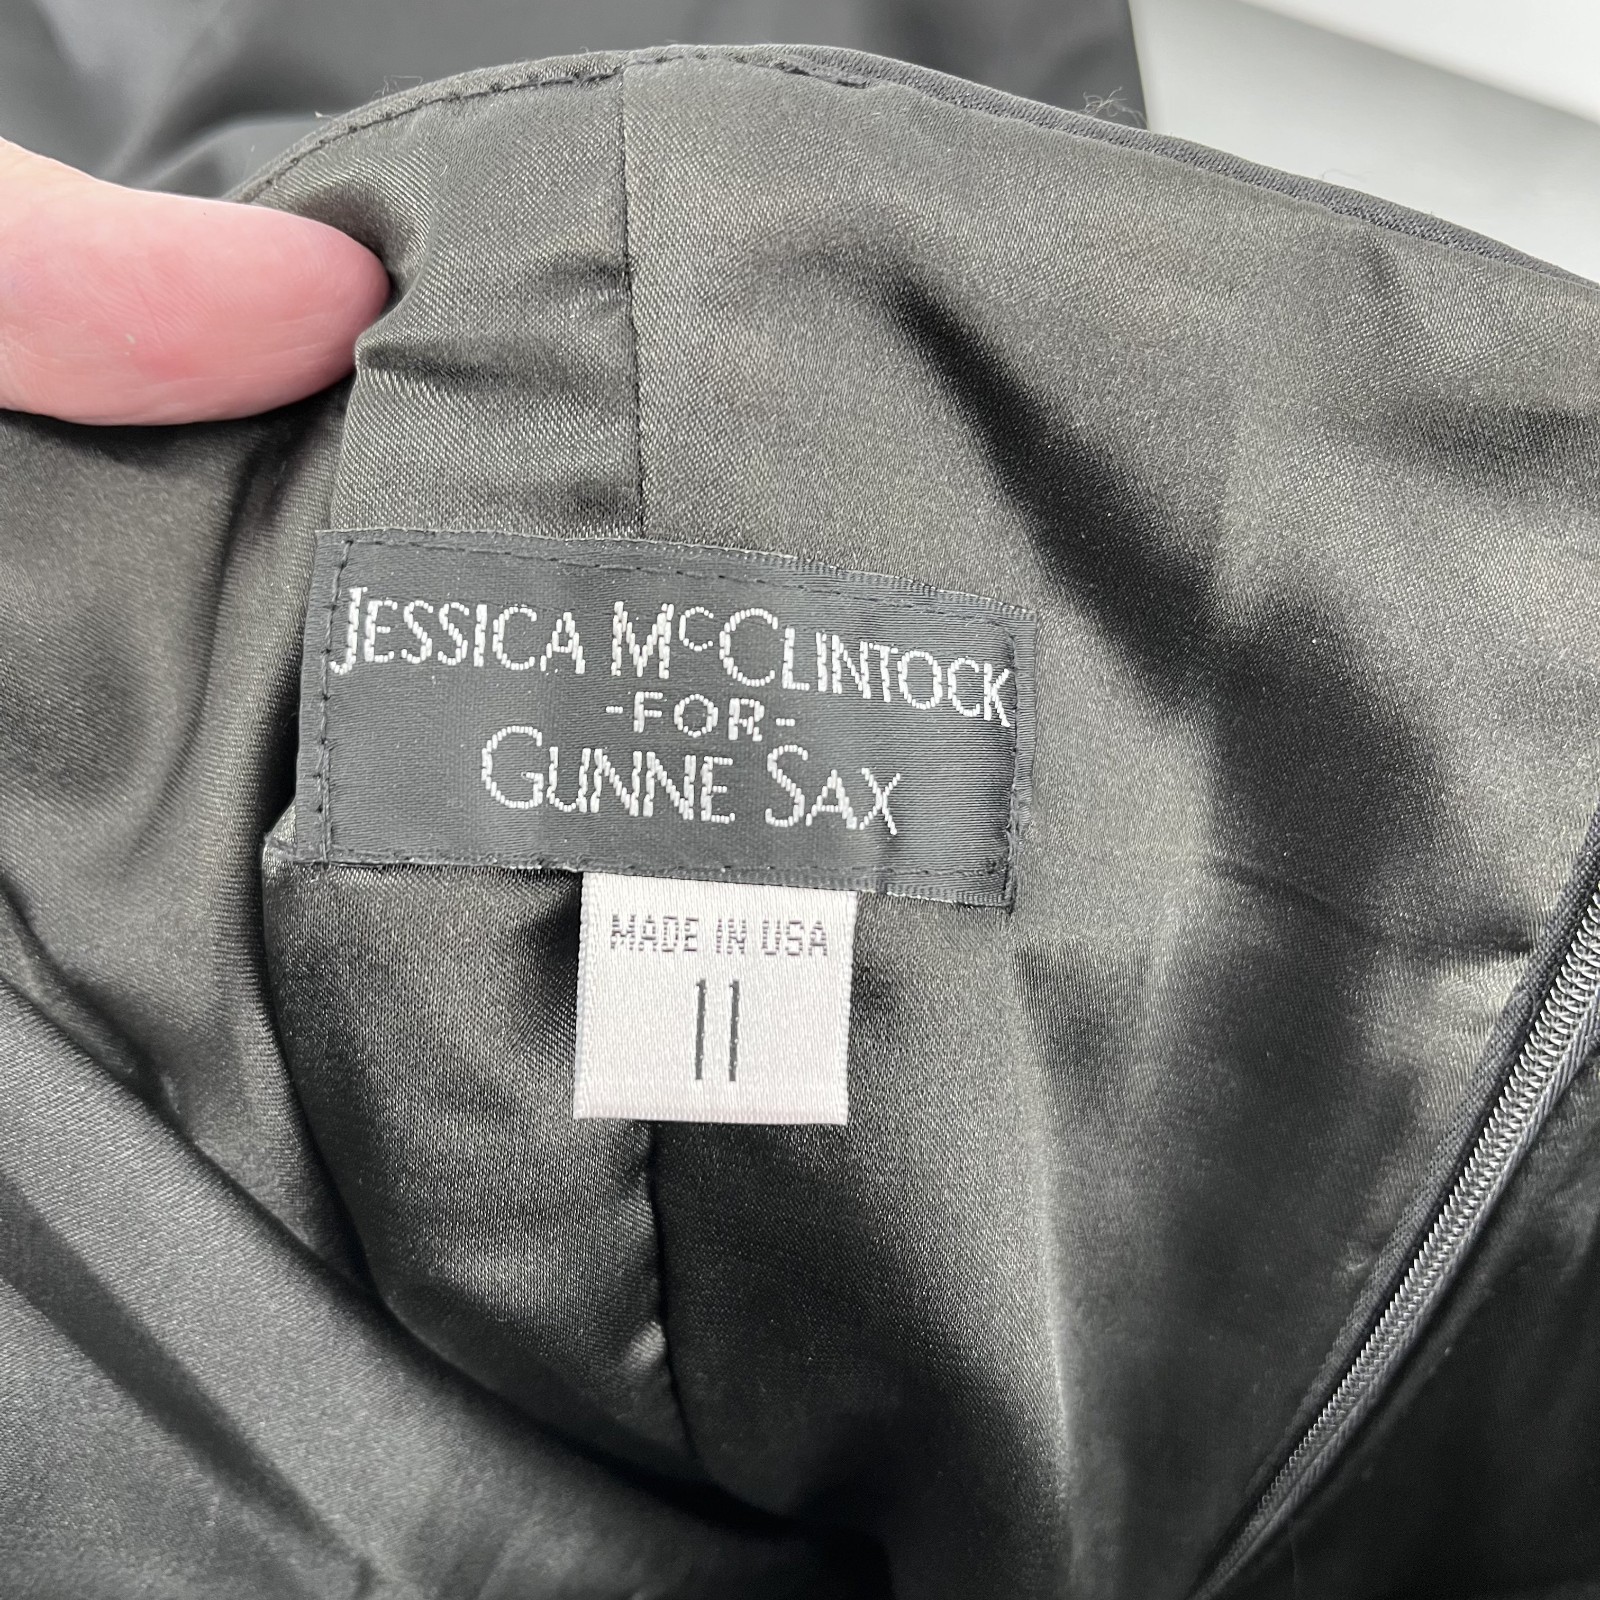 JESSICA McCLINTOCK
-FOR-
GUNNE SAX
MADE IN USA
11